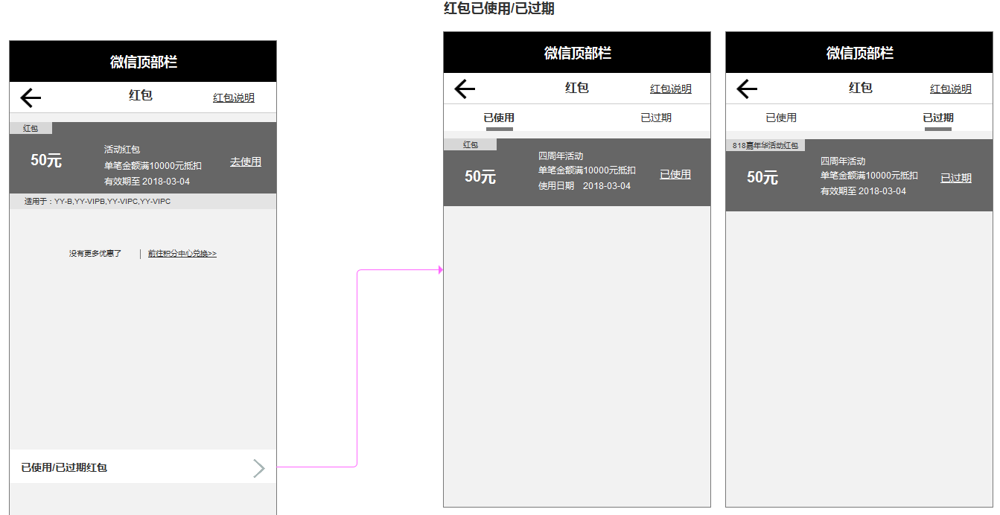 红包已使用/已过期
微信顶部栏
红包
红包说明
红包
50元
活动红包
单笔金额满10000元抵扣
有效期至 2018-03-04
去使用
适用于：YY-B,YY-VIPB,YY-VIPC,YY-VIPC
没有更多优惠了
前往积分中心兑换>>
已使用/已过期红包
微信顶部栏
红包
红包说明
已使用
已过期
红包
50元
四周年活动
单笔金额满10000元抵扣
使用日期 2018-03-04
已使用
微信顶部栏
红包
红包说明
已使用
已过期
818嘉年华活动红包
50元
四周年活动
单笔金额满10000元抵扣
有效期至 2018-03-04
已过期